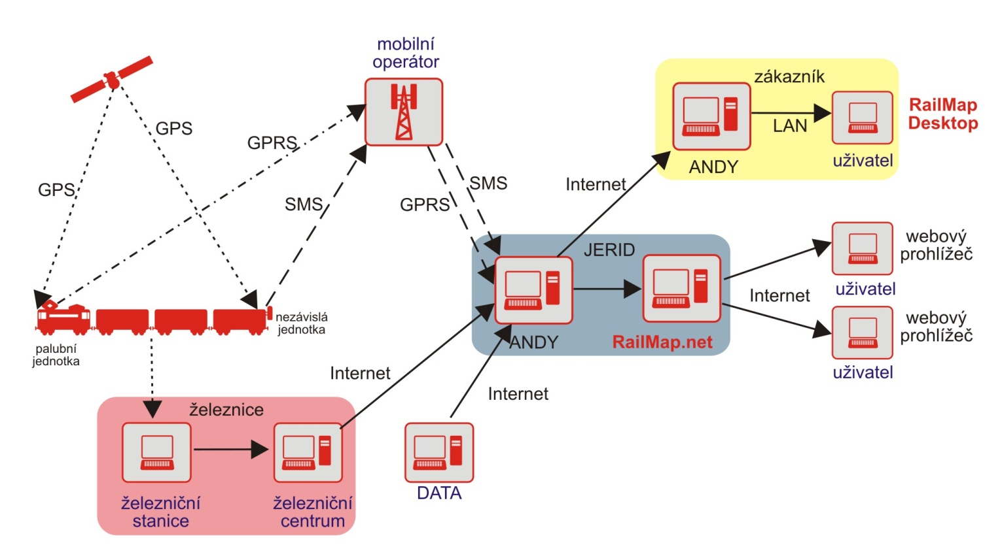 mobilní
operátor
GPS
GPRS
GPS
SMS
SMS
GPRS
zákazník
LAN
ANDY
uživatel
RailMap
Desktop
Internet
JERID
ANDY
RailMap.net
webový
prohlížeč
uživatel
Internet
webový
prohlížeč
uživatel
nezávislá
jednotka
palubní
jednotka
Internet
Internet
železnice
železniční
stanice
železniční
centrum
DATA